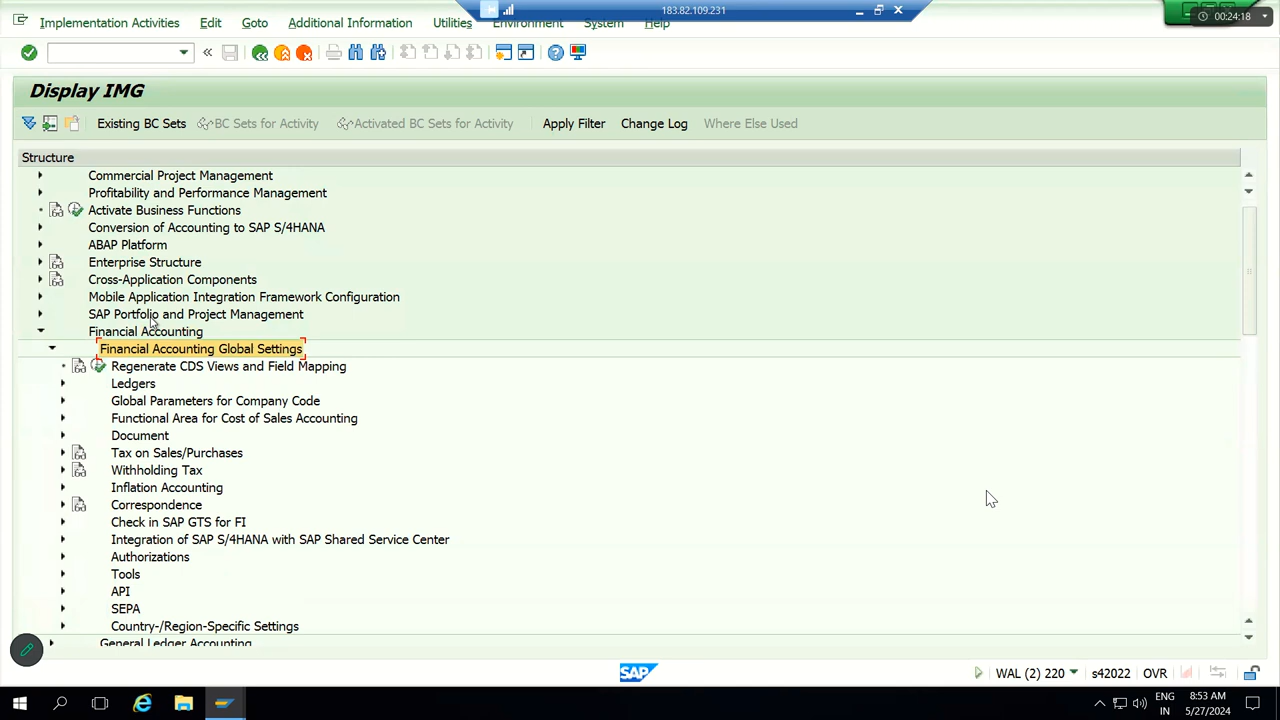 183.82.109.231
00:24:18
Implementation Activities Edit Goto Additional Information Utilities Environment System Help
Display IMG
Existing BC Sets BC Sets for Activity Activated BC Sets for Activity Apply Filter Change Log Where Else Used
Structure
Commercial Project Management
Profitability and Performance Management
Activate Business Functions
Conversion of Accounting to SAP S/4HANA
ABAP Platform
Enterprise Structure
Cross-Application Components
Mobile Application Integration Framework Configuration
SAP Portfolio and Project Management
Financial Accounting
Financial Accounting Global Settings
Regenerate CDS Views and Field Mapping
Ledgers
Global Parameters for Company Code
Functional Area for Cost of Sales Accounting
Document
Tax on Sales/Purchases
Withholding Tax
Inflation Accounting
Correspondence
Check in SAP GTS for FI
Integration of SAP S/4HANA with SAP Shared Service Center
Authorizations
Tools
API
SEPA
Country-/Region-Specific Settings
General Ledger Accounting
SAP
WAL (2) 220 s42022 OVR
ENG 8:53 AM
IN 5/27/2024